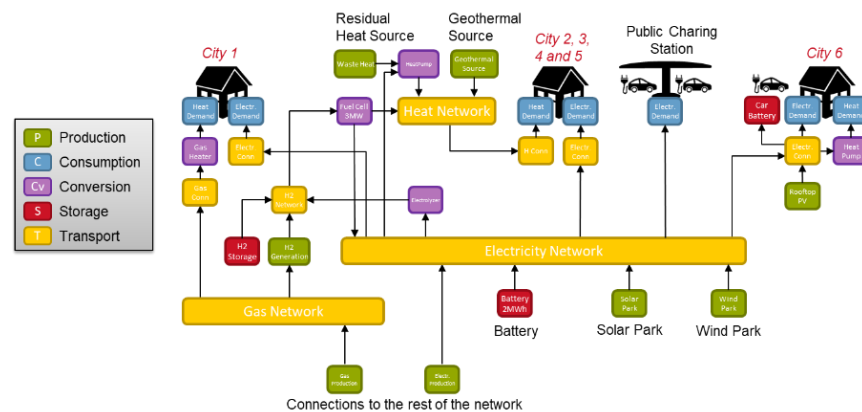 Residual
Heat Source
Geothermal
Source
Public Charing
Station
City 1
City 2, 3,
4 and 5
City 6
Waste Heat
HeatPump
Geothermal
Source
Heat
Demand
Electr.
Demand
Fuel Cell
3MW
Heat Network
Heat
Demand
Electr.
Demand
Electr.
Demand
Car
Battery
Electr.
Demand
Heat
Demand
P Production
C Consumption
Cv Conversion
S Storage
T Transport
Gas
Heater
Electr
Conn
H Conn
Electr
Conn
Electr.
Conn
Heat
Pump
Gas
Conn
H2
Network
Electrolyzer
Rooftop
PV
H2
Storage
H2
Generation
Electricity Network
Gas Network
Battery
2MWh
Solar
Park
Wind
Park
Battery
Solar Park
Wind Park
Gas
Production
Electr.
Production
Connections to the rest of the network